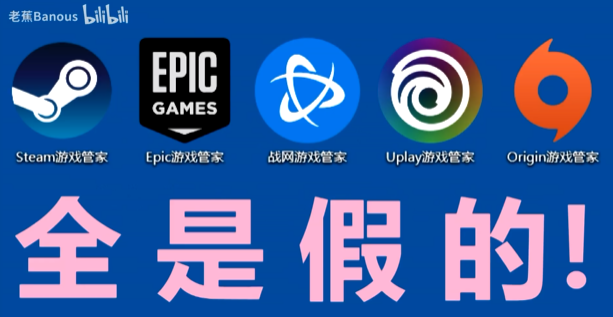 老蕉Banous bilibili
EPIC
GAMES
Steam游戏管家 Epic游戏管家 战网游戏管家 Uplay游戏管家 Origin游戏管家
全是假的!